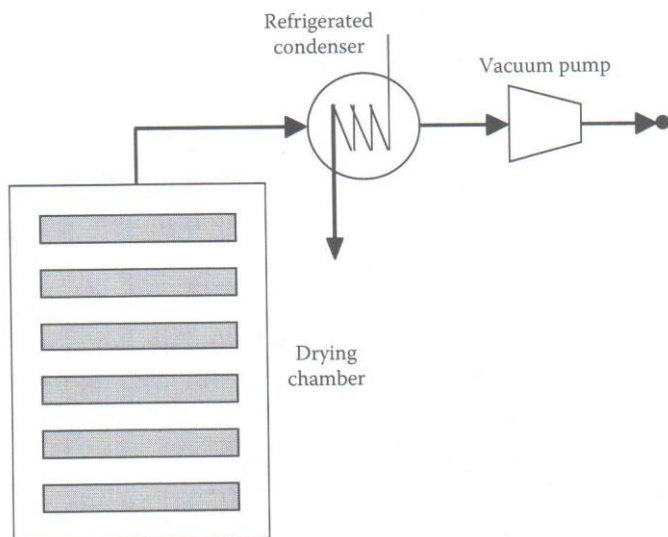 Refrigerated
condenser
Vacuum pump
Drying
chamber